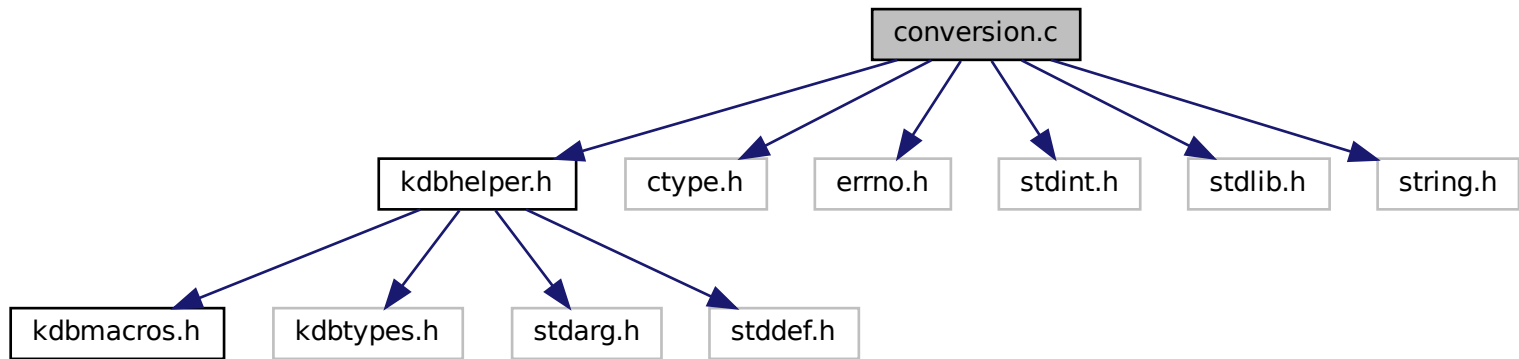 conversion.c
kdbhelper.h
ctype.h
errno.h
stdint.h
stdlib.h
string.h
kdbmacros.h
kdbtypes.h
stdarg.h
stddef.h